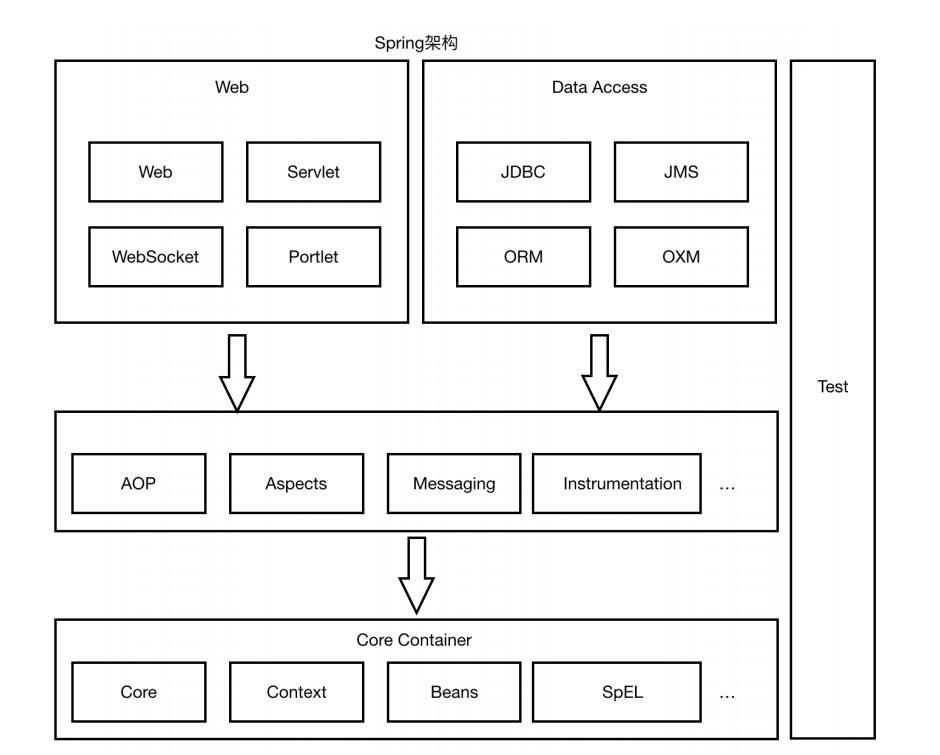 Spring架构
Web
Data Access
Web
Servlet
JDBC
JMS
WebSocket
Portlet
ORM
OXM
Test
AOP
Aspects
Messaging
Instrumentation
...
Core Container
Core
Context
Beans
SpEL
...